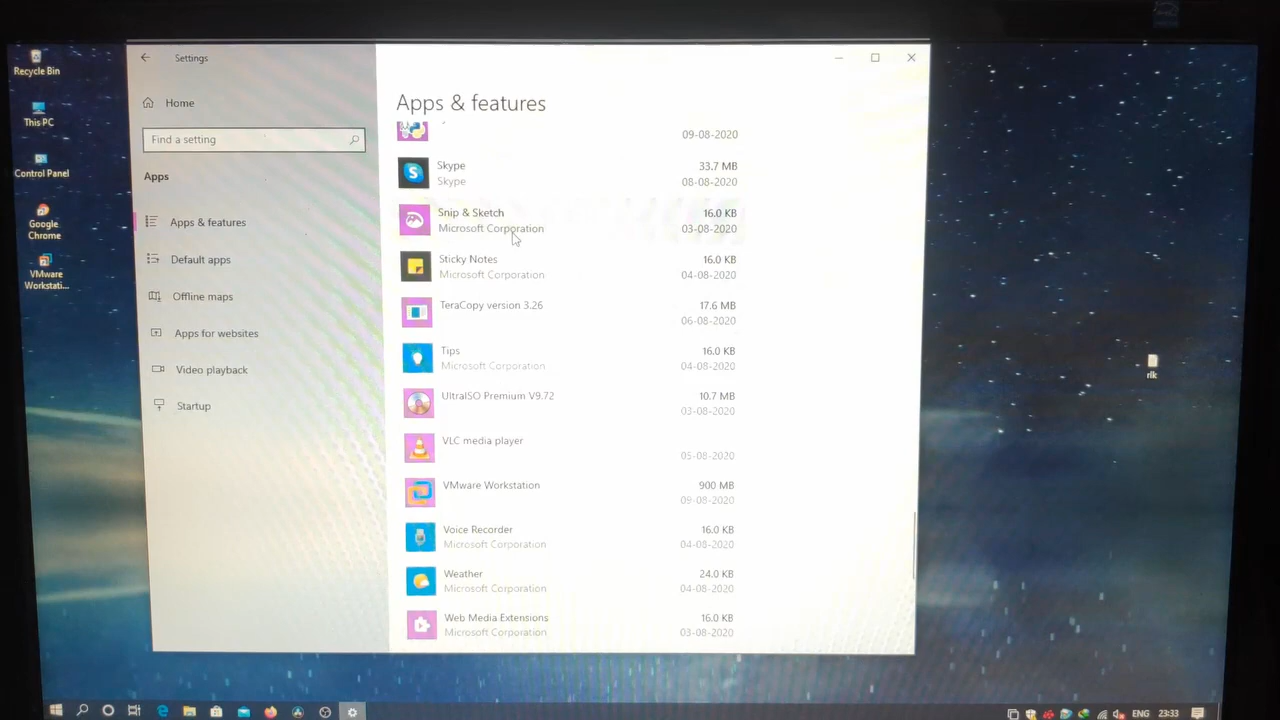 Recycle Bin
This PC
Control Panel
Google
Chrome
VMware
Workstati...
Settings
Home
Find a setting
Apps
Apps & features
Default apps
Offline maps
Apps for websites
Video playback
Startup
Apps & features
09-08-2020
Skype 33.7 MB
Skype 08-08-2020
Snip & Sketch 16.0 KB
Microsoft Corporation 03-08-2020
Sticky Notes 16.0 KB
Microsoft Corporation 04-08-2020
TeraCopy version 3.26 17.6 MB
06-08-2020
Tips 16.0 KB
Microsoft Corporation 04-08-2020
UltraISO Premium V9.72 10.7 MB
03-08-2020
VLC media player
05-08-2020
VMware Workstation 900 MB
09-08-2020
Voice Recorder 16.0 KB
Microsoft Corporation 04-08-2020
Weather 24.0 KB
Microsoft Corporation 04-08-2020
Web Media Extensions 16.0 KB
Microsoft Corporation 03-08-2020
rlk
ENG 23:33